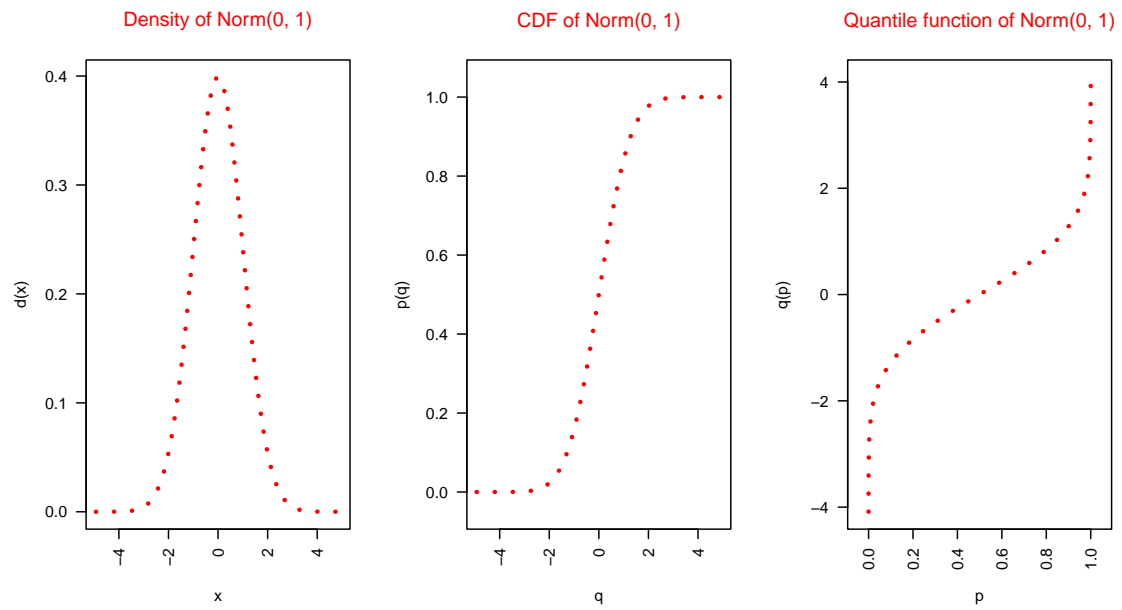 Density of Norm(0, 1)
0.4
0.3
0.2
0.1
0.0
d(x)
−4 −2 0 2 4
x
CDF of Norm(0, 1)
1.0
0.8
0.6
0.4
0.2
0.0
p(q)
−4 −2 0 2 4
q
Quantile function of Norm(0, 1)
4
2
0
−2
−4
q(p)
0.0 0.2 0.4 0.6 0.8 1.0
p